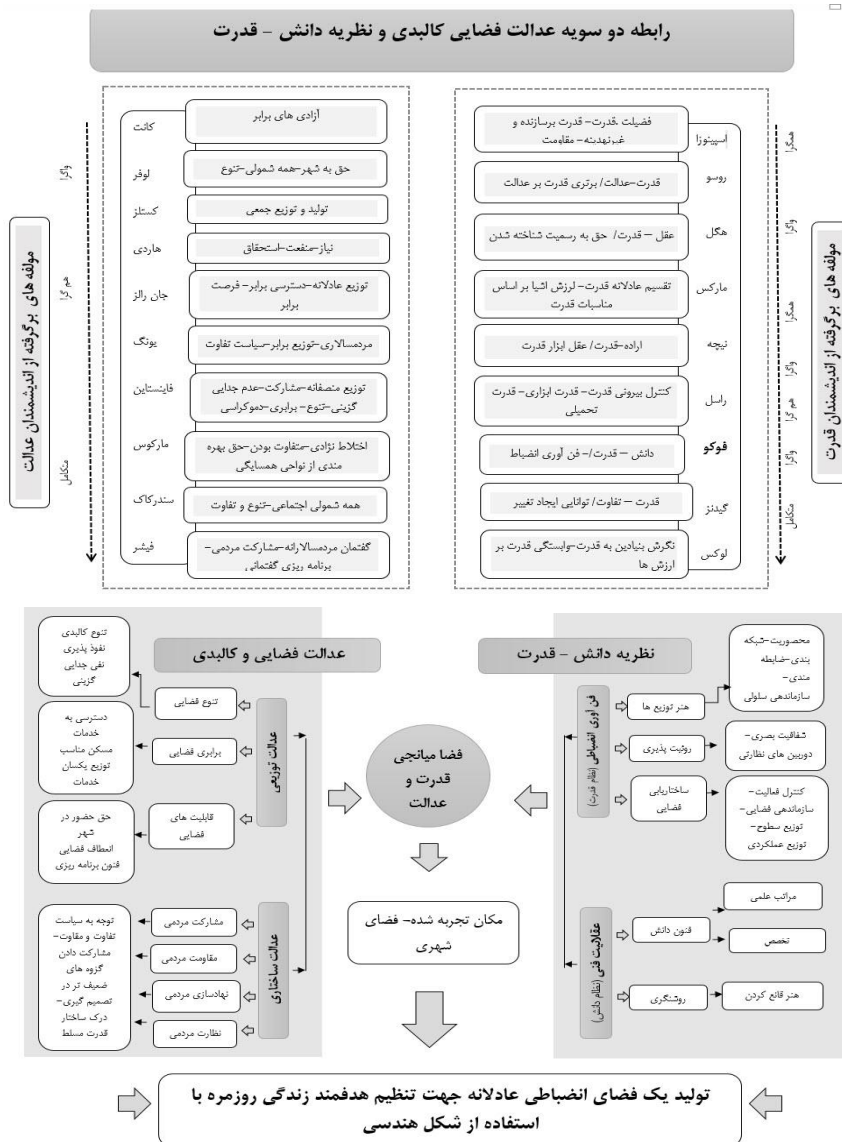 رابطه دو سویه عدالت فضایی کالبدی و نظریه دانش – قدرت
مولفه های برگرفته از اندیشمندان قدرت
همگرا
واگرا
همگرا
واگرا
هم گرا
واگرا
متکامل
اسپینوزا
فضیلت ،قدرت– قدرت برسازنده و
غیرنهدینه– مقاومت
روسو
قدرت–عدالت/ برتری قدرت بر عدالت
هگل
عقل – قدرت/ حق به رسمیت شناخته شدن
مارکس
تقسیم عادلانه قدرت– لرزش اشیا بر اساس
مناسبات قدرت
نیچه
اراده–قدرت/ عقل ابزار قدرت
راسل
کنترل بیرونی قدرت– قدرت ابزاری– قدرت
تحمیلی
فوکو
دانش – قدرت/– فن آوری انضباط
گیدنز
قدرت – تفاوت/ توانایی ایجاد تغییر
لوکس
نگرش بنیادین به قدرت–وابستگی قدرت بر
ارزش ها
آزادی های برابر
کانت
حق به شهر–همه شمولی–تنوع
لوفر
تولید و توزیع جمعی
کستلز
نیاز–منفعت–استحقاق
هاردی
توزیع عادلانه–دسترسی برابر– فرصت
برابر
جان رالز
مردمسالاری–توزیع برابر–سیاست تفاوت
یونگ
توزیع منصفانه–مشارکت–عدم جدایی
گزینی–تنوع– برابری–دموکراسی
فاینستاین
اختلاط نژادی–متفاوت بودن–حق بهره
مندی از نواحی همسایگی
مارکوس
همه شمولی اجتماعی–تنوع و تفاوت
سندرکاک
گفتمان مردمسالارانه–مشارکت مردمی–
برنامه ریزی گفتمانی
فیشر
واگرا
هم گرا
متکامل
مولفه های برگرفته از اندیشمندان عدالت
نظریه دانش – قدرت
محصوریت–شبکه
بندی–ضابطه
مندی–
سازماندهی سلولی
هنر توزیع ها
فن آوری انضباطی (نظام قدرت)
شفافیت بصری–
دوربین های نظارتی
روئیت پذیری
کنترل فعالیت–
سازماندهی فضایی–
توزیع سطوح–
توزیع عملکردی
ساختاریابی
فضایی
مراتب علمی
تخصص
فنون دانش
عقلانیت فنی (نظام دانش)
هنر قانع کردن
روشنگری
فضا میانجی
قدرت و
عدالت
مکان تجربه شده– فضای
شهری
عدالت فضایی و کالبدی
عدالت توزیعی
تنوع فضایی
تنوع کالبدی
نفوذ پذیری
نفی جدایی
گزینی
برابری فضایی
دسترسی به
خدمات
مسکن مناسب
توزیع یکسان
خدمات
قابلیت های
فضایی
حق حضور در
شهر
انعطاف فضایی
فنون برنامه ریزی
عدالت ساختاری
مشارکت مردمی
مقاومت مردمی
نهادسازی مردمی
نظارت مردمی
توجه به سیاست
تفاوت و مقاوت–
مشارکت دادن
گزوه های
ضعیف تر در
تصمیم گیری–
درک ساختار
قدرت مسلط
تولید یک فضای انضباطی عادلانه جهت تنظیم هدفمند زندگی روزمره با
استفاده از شکل هندسی